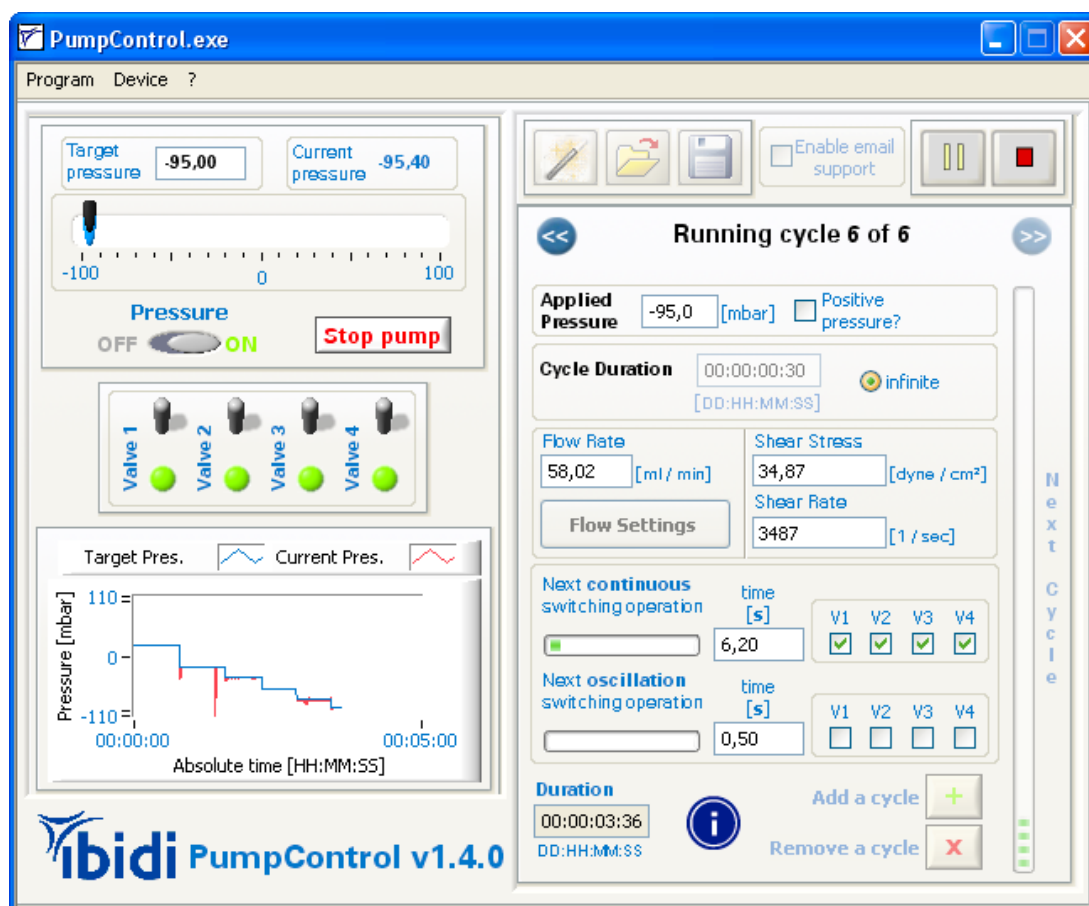 PumpControl.exe
Program Device ?
Target pressure -95,00
Current pressure -95,40
-100 0 100
Pressure
OFF ON
Stop pump
Valve 1
Valve 2
Valve 3
Valve 4
Target Pres. Current Pres.
Pressure [mbar]
110
0
-110
00:00:00 00:05:00
Absolute time [HH:MM:SS]
ibidi PumpControl v1.4.0
Enable email support
<< Running cycle 6 of 6 >>
Applied Pressure -95,0 [mbar] Positive pressure?
Cycle Duration 00:00:00:30 infinite
[DD:HH:MM:SS]
Flow Rate
58,02 [ml / min]
Flow Settings
Shear Stress
34,87 [dyne / cm²]
Shear Rate
3487 [1 / sec]
Next continuous switching operation
time [s]
6,20
V1 V2 V3 V4
Next oscillation switching operation
time [s]
0,50
V1 V2 V3 V4
Duration
00:00:03:36
DD:HH:MM:SS
i
Add a cycle +
Remove a cycle X
Next Cycle